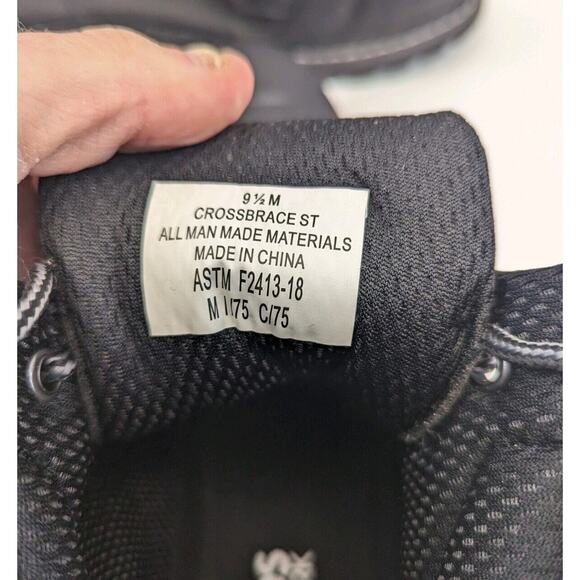 9 ½ M
CROSSBRACE ST
ALL MAN MADE MATERIALS
MADE IN CHINA
ASTM F2413-18
M I/75 C/75